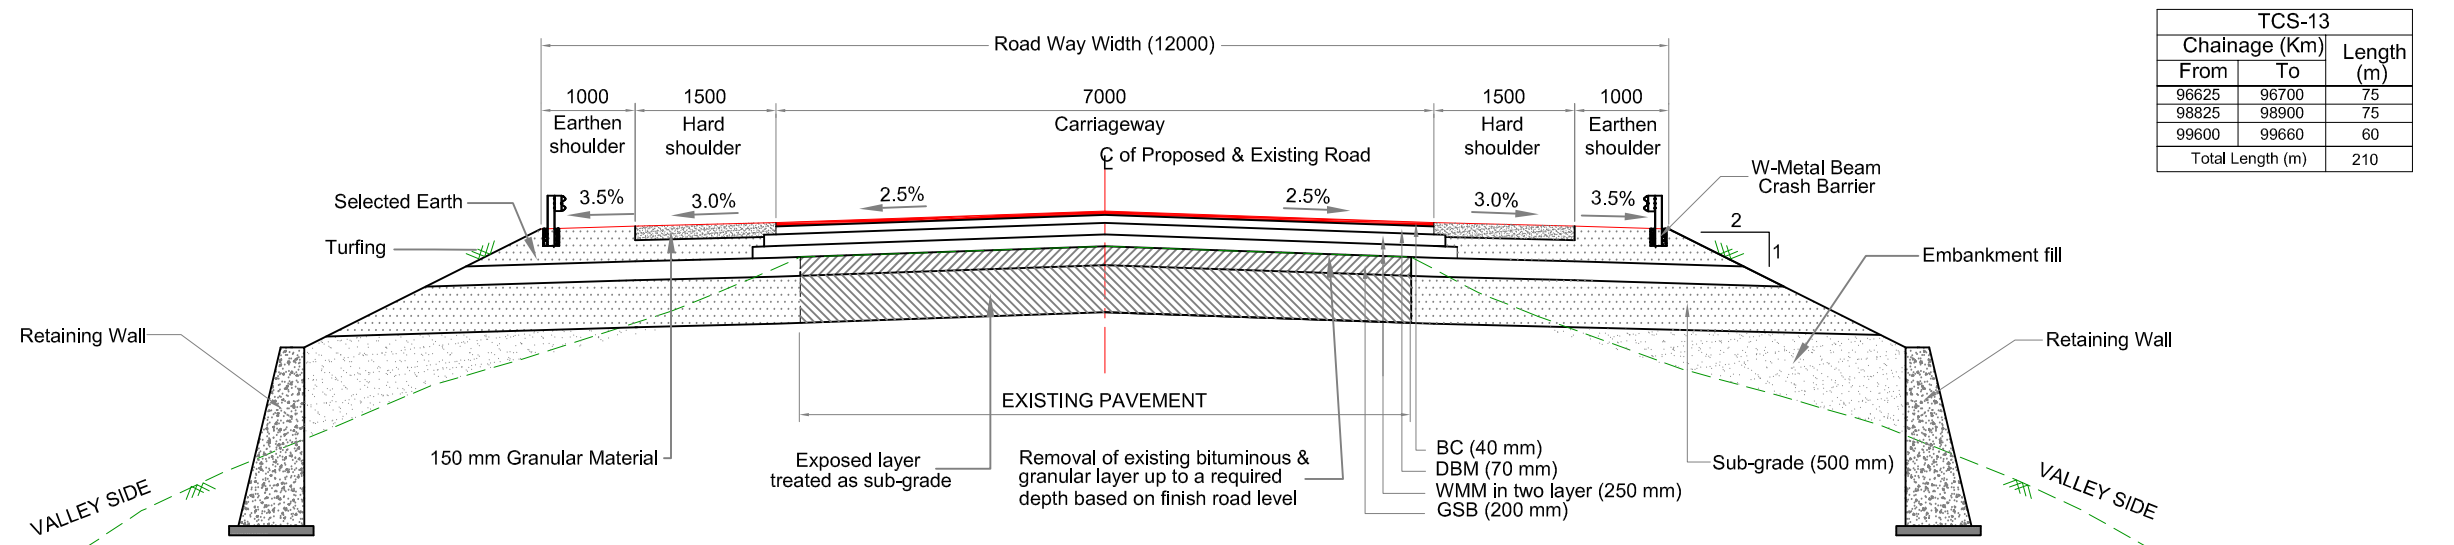 TCS-13
Chainage (Km)
Length
(m)
From To
96625 96700 75
98825 98900 75
99600 99660 60
Total Length (m) 210
Road Way Width (12000)
1000 1500 7000 1500 1000
Earthen
shoulder
Hard
shoulder
Carriageway
Hard
shoulder
Earthen
shoulder
CL of Proposed & Existing Road
W-Metal Beam
Crash Barrier
3.5% 3.0% 2.5% 2.5% 3.0% 3.5%
Selected Earth
Turfing
2
1
Embankment fill
Retaining Wall
Retaining Wall
EXISTING PAVEMENT
150 mm Granular Material
Exposed layer
treated as sub-grade
Removal of existing bituminous &
granular layer up to a required
depth based on finish road level
BC (40 mm)
DBM (70 mm)
WMM in two layer (250 mm)
GSB (200 mm)
Sub-grade (500 mm)
VALLEY SIDE
VALLEY SIDE